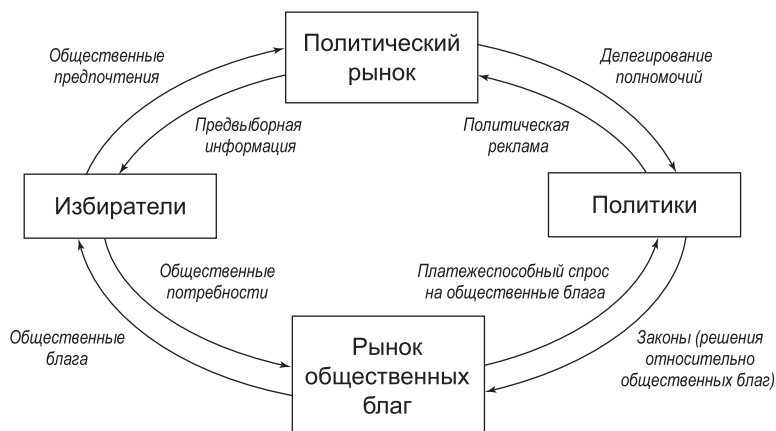 Политический
рынок
Общественные
предпочтения
Делегирование
полномочий
Предвыборная
информация
Политическая
реклама
Избиратели
Политики
Общественные
потребности
Платежеспособный спрос
на общественные блага
Общественные
блага
Рынок
общественных
благ
Законы (решения
относительно
общественных благ)